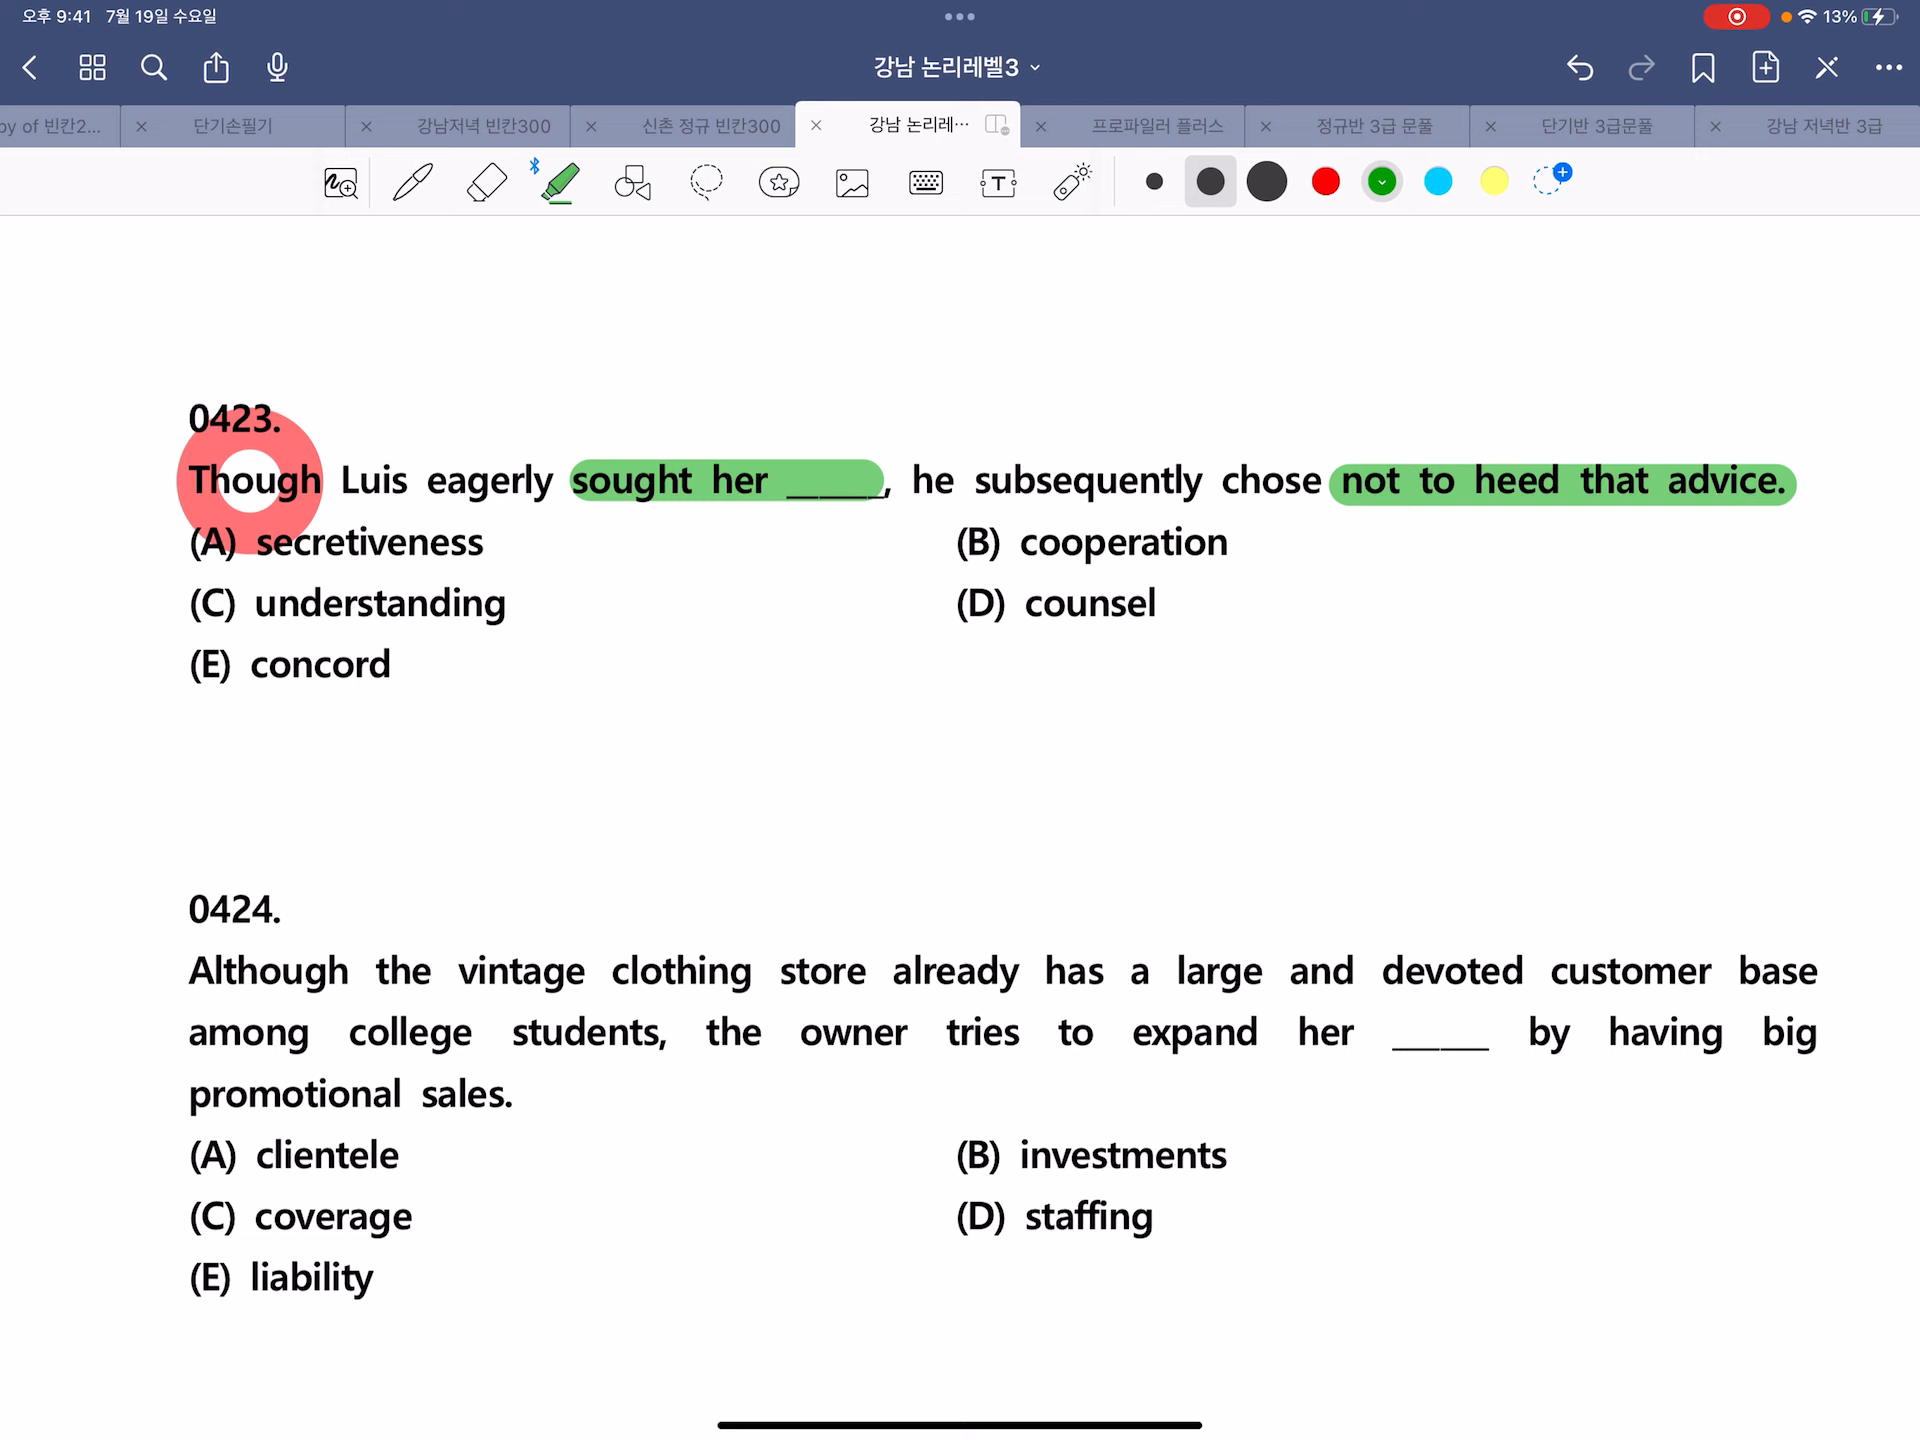 오후 9:41 7월 19일 수요일
13%
강남 논리레벨3
by of 빈칸2...
단기손필기
강남저녁 빈칸300
신촌 정규 빈칸300
강남 논리레…
프로파일러 플러스
정규반 3급 문풀
단기반 3급문풀
강남 저녁반 3급
0423.
Though Luis eagerly sought her _____, he subsequently chose not to heed that advice.
(A) secretiveness (B) cooperation
(C) understanding (D) counsel
(E) concord
0424.
Although the vintage clothing store already has a large and devoted customer base
among college students, the owner tries to expand her _____ by having big
promotional sales.
(A) clientele (B) investments
(C) coverage (D) staffing
(E) liability